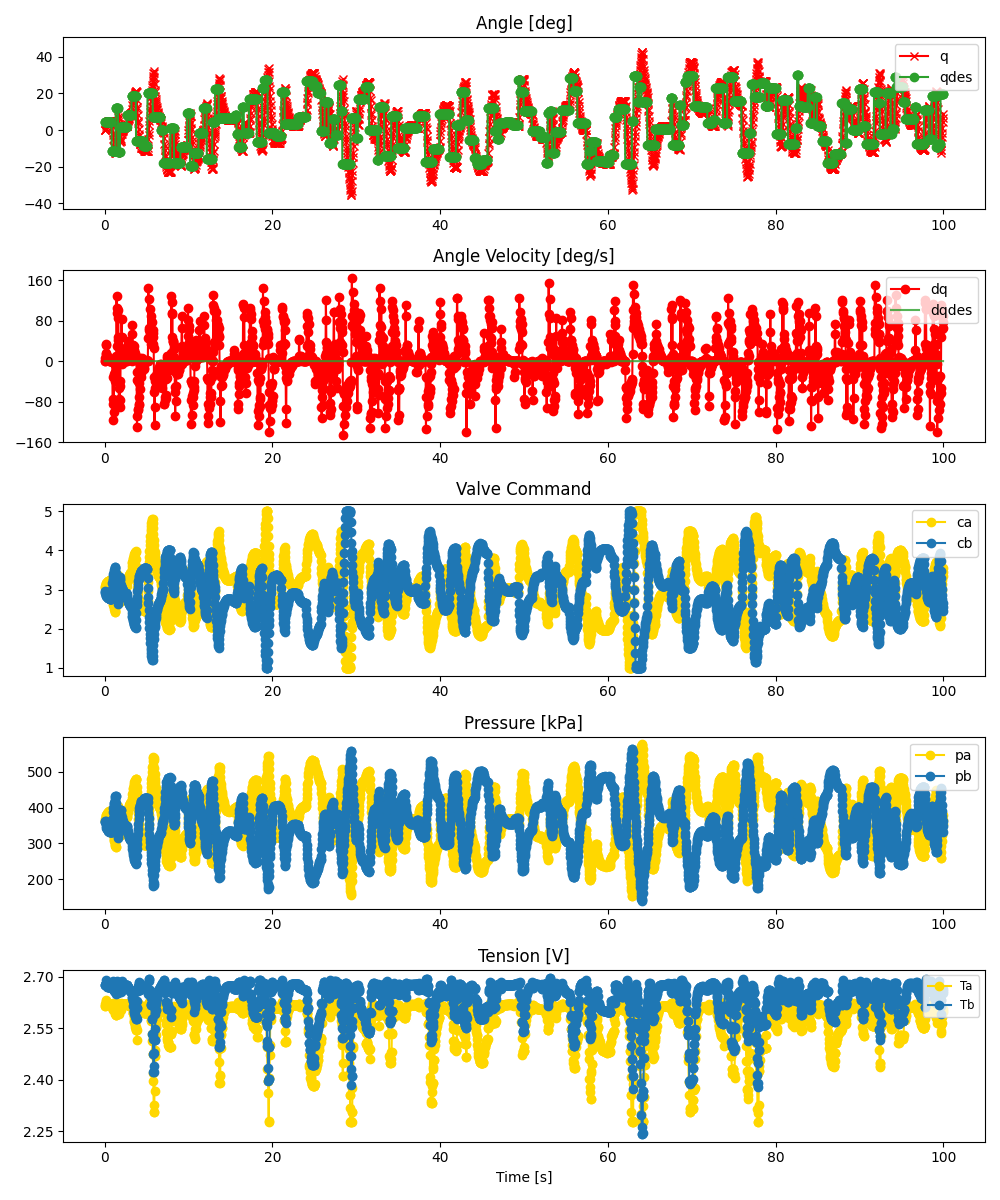 Angle [deg]
40
20
0
−20
−40
q
qdes
0 20 40 60 80 100
Angle Velocity [deg/s]
160
80
0
−80
−160
dq
dqdes
0 20 40 60 80 100
Valve Command
5
4
3
2
1
ca
cb
0 20 40 60 80 100
Pressure [kPa]
500
400
300
200
pa
pb
0 20 40 60 80 100
Tension [V]
2.70
2.55
2.40
2.25
Ta
Tb
0 20 40 60 80 100
Time [s]